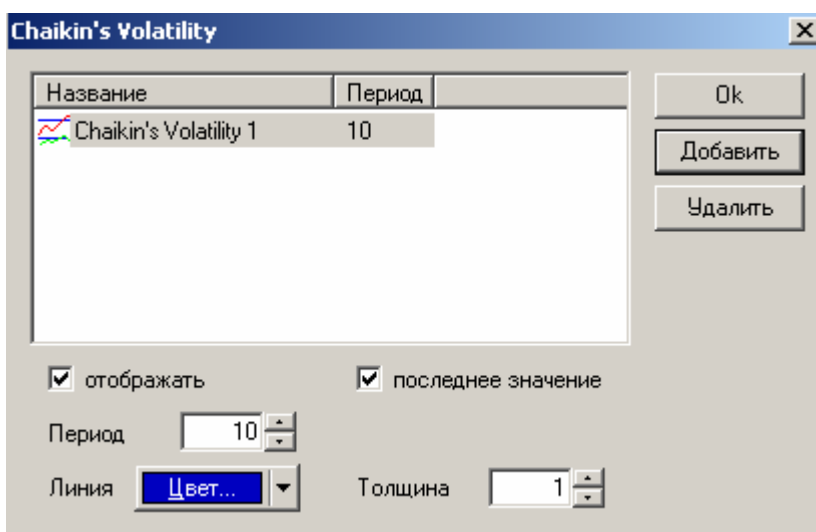 Chaikin's Volatility
Название Период
Chaikin's Volatility 1 10
Ok
Добавить
Удалить
отображать последнее значение
Период 10
Линия Цвет... Толщина 1